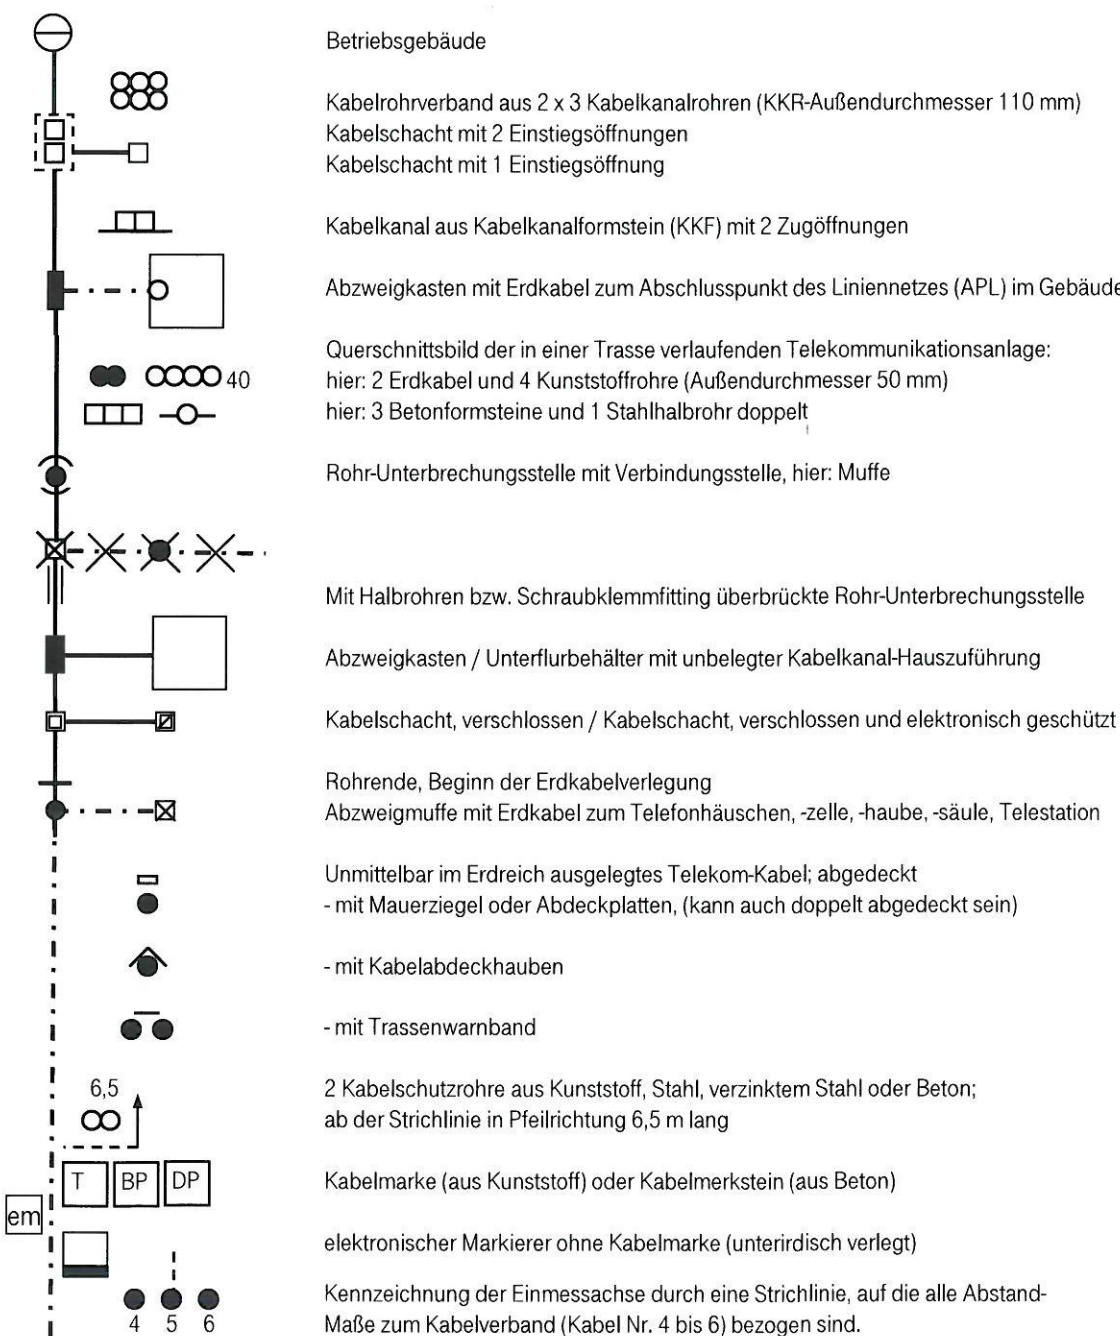 Betriebsgebäude
Kabelrohrverband aus 2 x 3 Kabelkanalrohren (KKR-Außendurchmesser 110 mm)
Kabelschacht mit 2 Einstiegsöffnungen
Kabelschacht mit 1 Einstiegsöffnung
Kabelkanal aus Kabelkanalformstein (KKF) mit 2 Zugöffnungen
Abzweigkasten mit Erdkabel zum Abschlusspunkt des Liniennetzes (APL) im Gebäude
Querschnittsbild der in einer Trasse verlaufenden Telekommunikationsanlage:
40 hier: 2 Erdkabel und 4 Kunststoffrohre (Außendurchmesser 50 mm)
hier: 3 Betonformsteine und 1 Stahlhalbrohr doppelt
Rohr-Unterbrechungsstelle mit Verbindungsstelle, hier: Muffe
Mit Halbrohren bzw. Schraubklemmfitting überbrückte Rohr-Unterbrechungsstelle
Abzweigkasten / Unterflurbehälter mit unbelegter Kabelkanal-Hauszuführung
Kabelschacht, verschlossen / Kabelschacht, verschlossen und elektronisch geschützt
Rohrende, Beginn der Erdkabelverlegung
Abzweigmuffe mit Erdkabel zum Telefonhäuschen, -zelle, -haube, -säule, Telestation
Unmittelbar im Erdreich ausgelegtes Telekom-Kabel; abgedeckt
- mit Mauerziegel oder Abdeckplatten, (kann auch doppelt abgedeckt sein)
- mit Kabelabdeckhauben
- mit Trassenwarnband
6,5 2 Kabelschutzrohre aus Kunststoff, Stahl, verzinktem Stahl oder Beton;
ab der Strichlinie in Pfeilrichtung 6,5 m lang
T BP DP Kabelmarke (aus Kunststoff) oder Kabelmerkstein (aus Beton)
em
elektronischer Markierer ohne Kabelmarke (unterirdisch verlegt)
Kennzeichnung der Einmessachse durch eine Strichlinie, auf die alle Abstand-
4 5 6 Maße zum Kabelverband (Kabel Nr. 4 bis 6) bezogen sind.